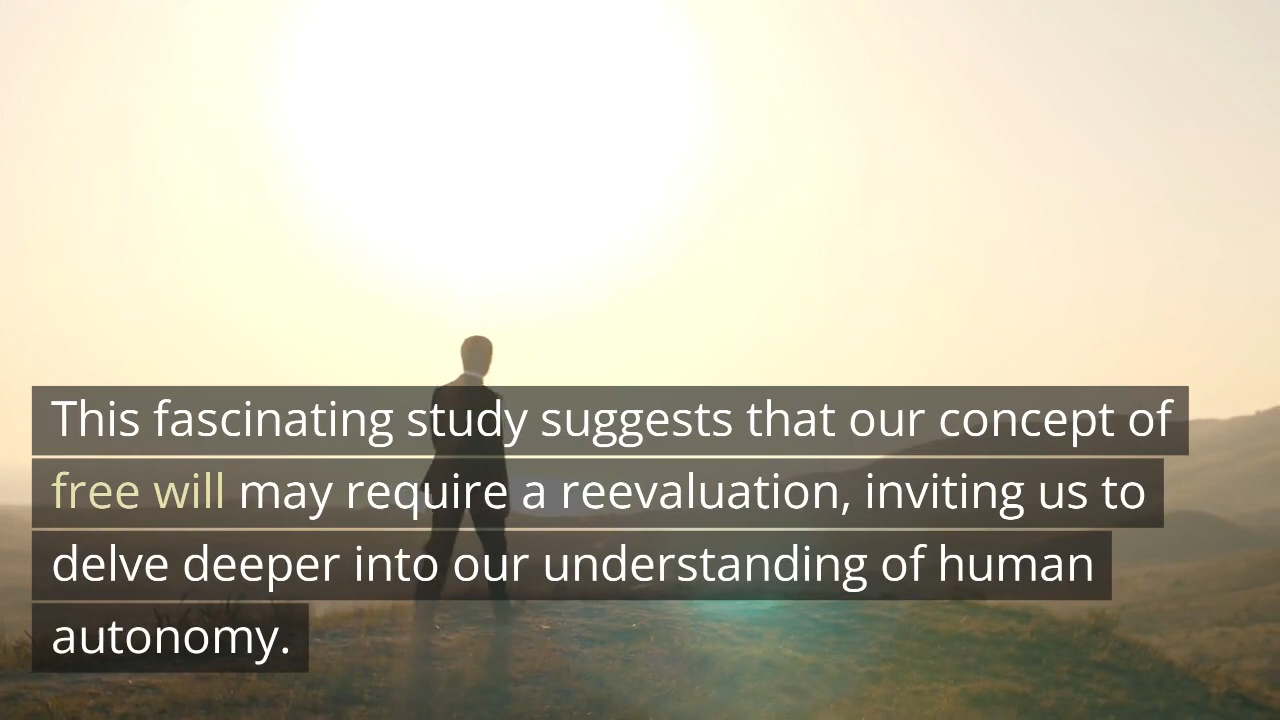 This fascinating study suggests that our concept of
free will may require a reevaluation, inviting us to
delve deeper into our understanding of human
autonomy.